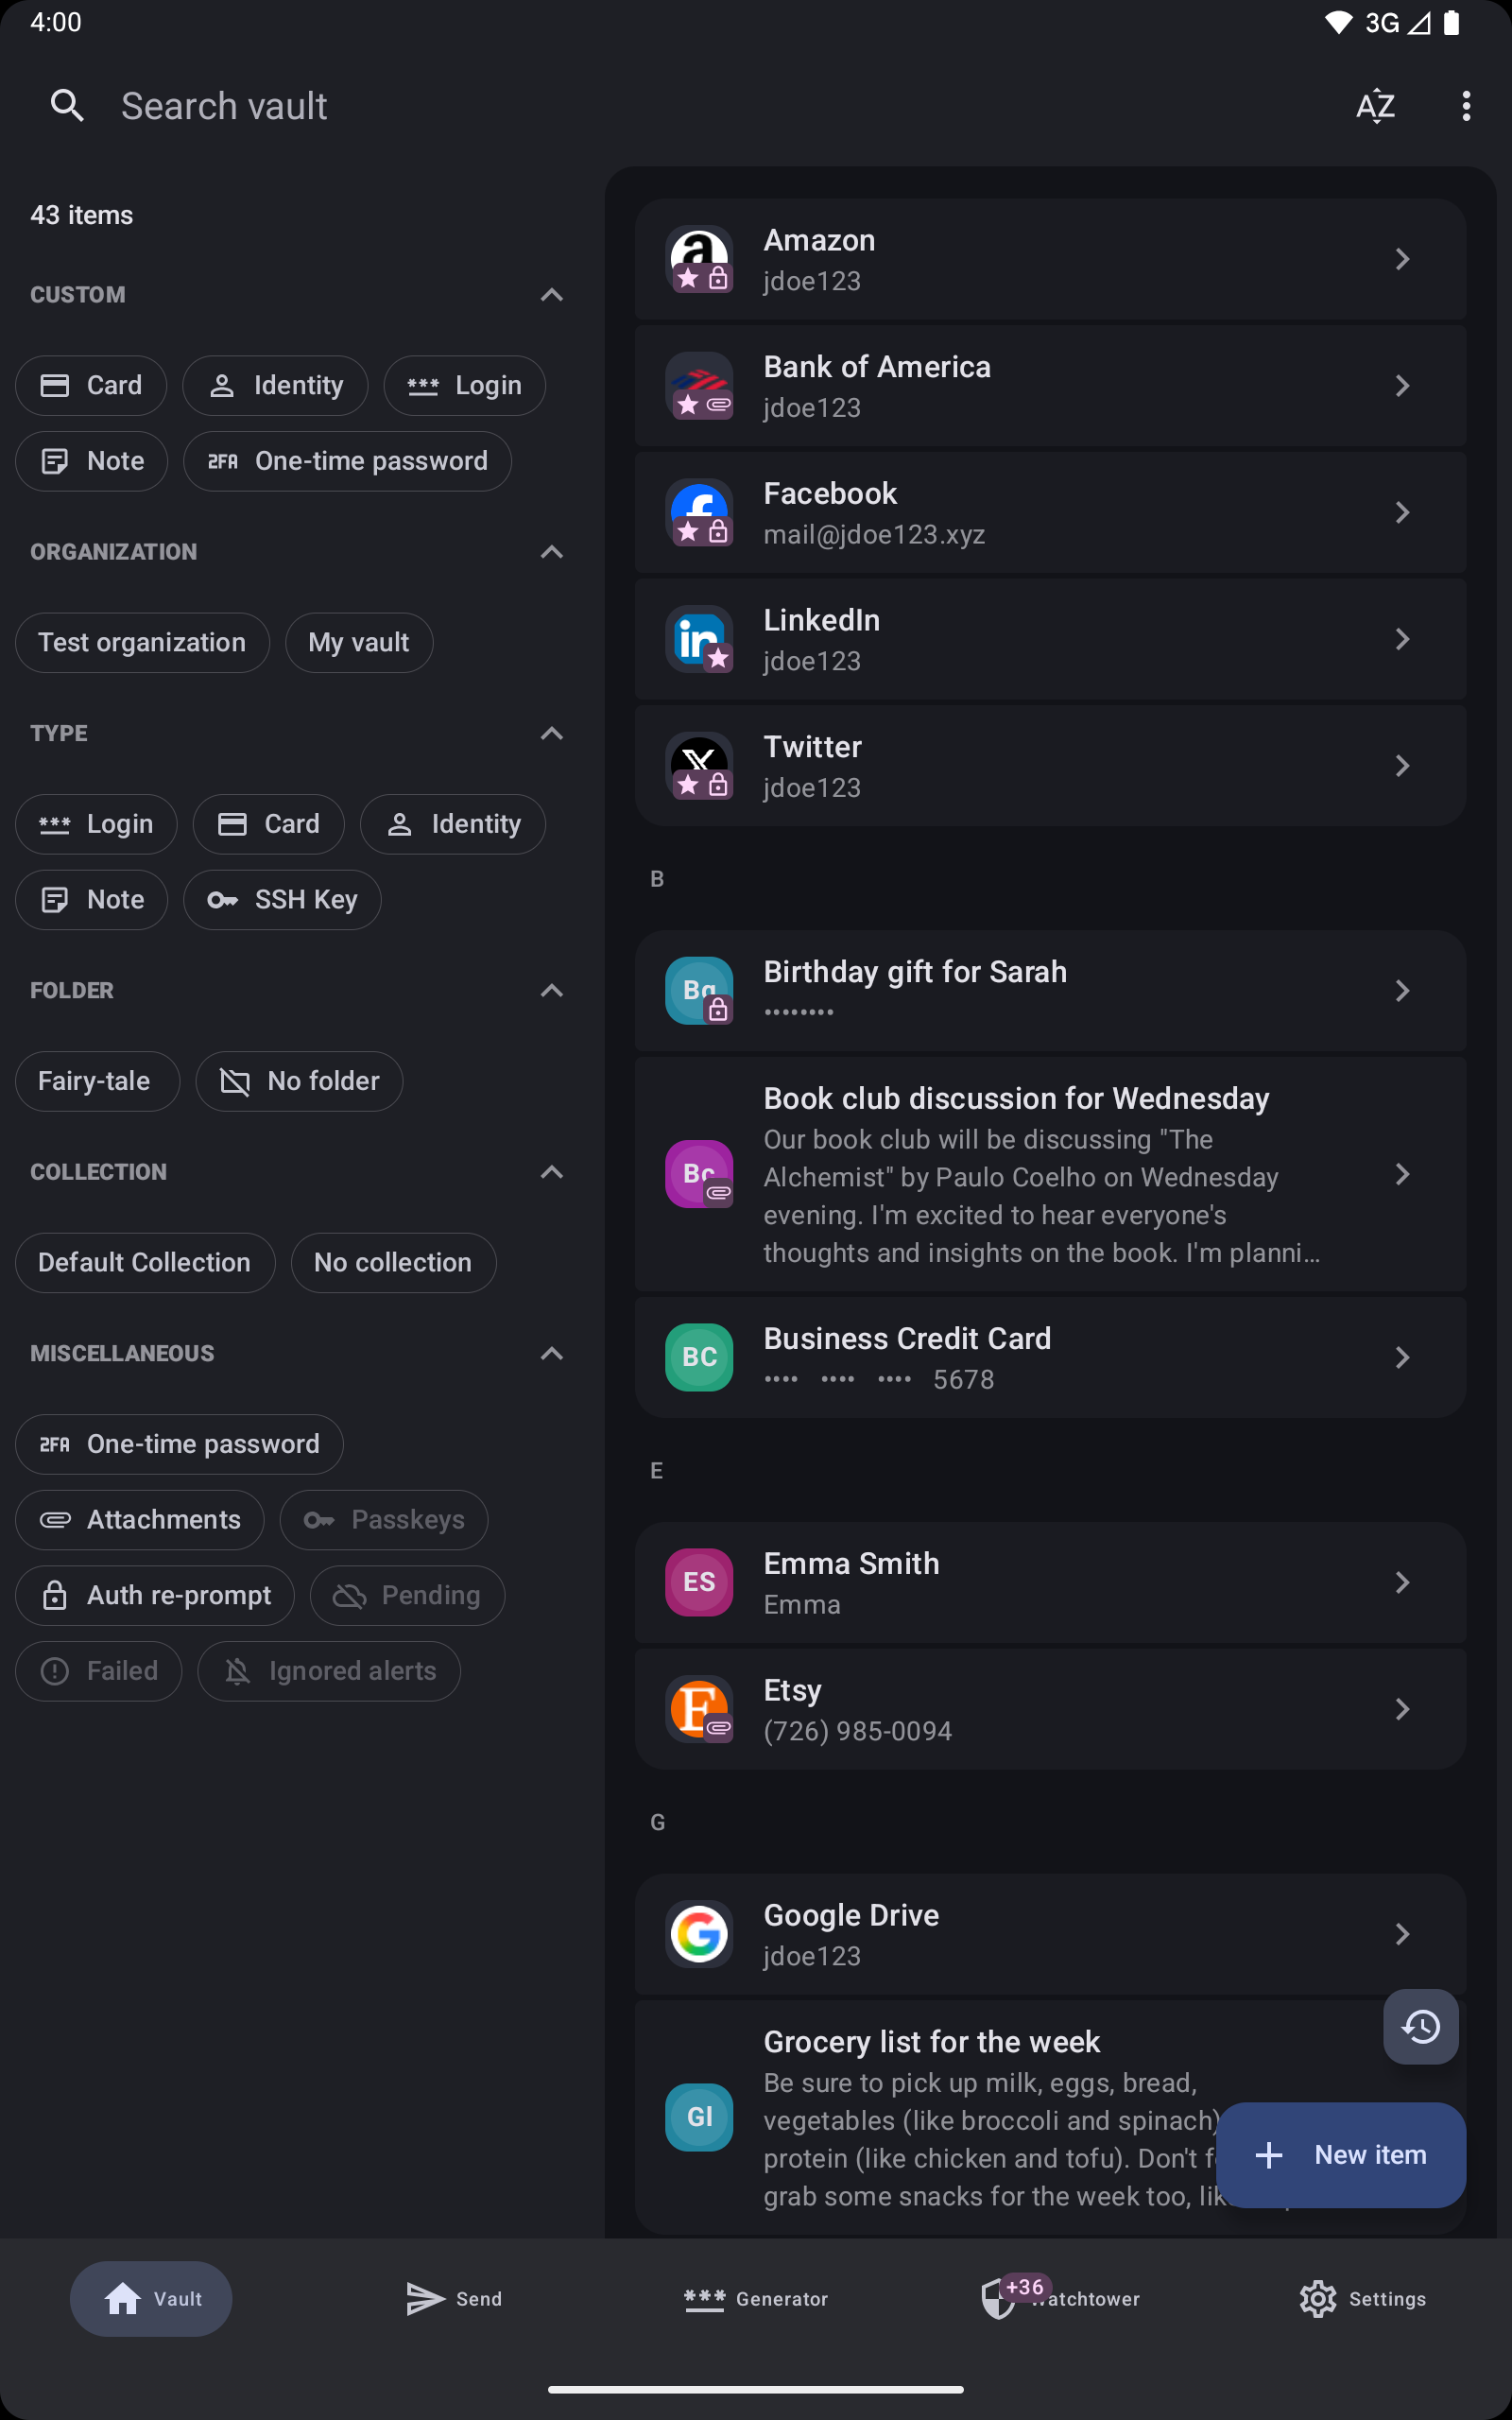 4:00
3G
Search vault
AZ
43 items
CUSTOM
Card
Identity
*** Login
Note
2FA One-time password
ORGANIZATION
Test organization
My vault
TYPE
*** Login
Card
Identity
Note
SSH Key
FOLDER
Fairy-tale
No folder
COLLECTION
Default Collection
No collection
MISCELLANEOUS
2FA One-time password
Attachments
Passkeys
Auth re-prompt
Pending
Failed
Ignored alerts
a
Amazon
jdoe123
Bank of America
jdoe123
f
Facebook
mail@jdoe123.xyz
in
LinkedIn
jdoe123
X
Twitter
jdoe123
B
Bg
Birthday gift for Sarah
••••••••
Bc
Book club discussion for Wednesday
Our book club will be discussing "The
Alchemist" by Paulo Coelho on Wednesday
evening. I'm excited to hear everyone's
thoughts and insights on the book. I'm planni…
BC
Business Credit Card
•••• •••• •••• 5678
E
ES
Emma Smith
Emma
E
Etsy
(726) 985-0094
G
G
Google Drive
jdoe123
Gl
Grocery list for the week
Be sure to pick up milk, eggs, bread,
vegetables (like broccoli and spinach)
protein (like chicken and tofu). Don't
grab some snacks for the week too,
New item
Vault
Send
*** Generator
+36
atchtower
Settings